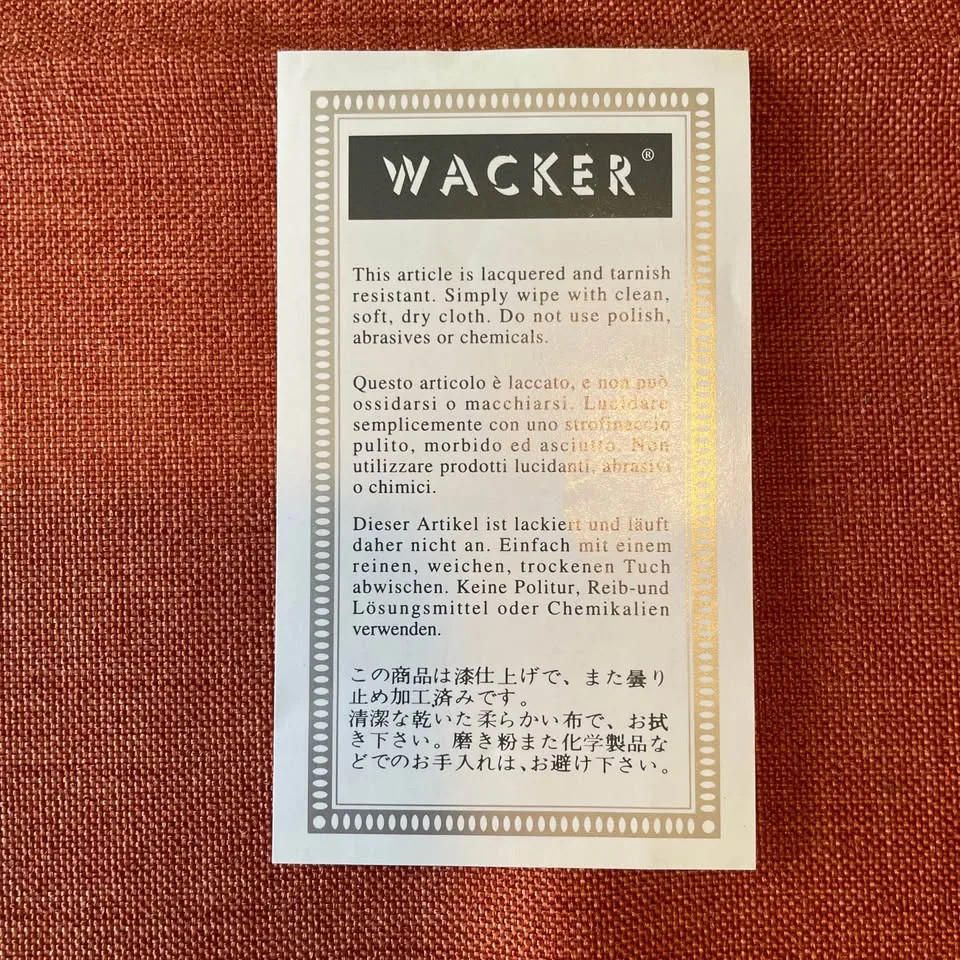 WACKER®
This article is lacquered and tarnish
resistant. Simply wipe with clean,
soft, dry cloth. Do not use polish,
abrasives or chemicals.
Questo articolo è laccato, e non può
ossidarsi o macchiarsi. Lucidare
semplicemente con uno strofinaccio
pulito, morbido ed asciutto. Non
utilizzare prodotti lucidanti, abrasivi
o chimici.
Dieser Artikel ist lackiert und läuft
daher nicht an. Einfach mit einem
reinen, weichen, trockenen Tuch
abwischen. Keine Politur, Reib-und
Lösungsmittel oder Chemikalien
verwenden.
この商品は漆仕上げで、また曇り
止め加工済みです。
清潔な乾いた柔らかい布で、お拭
き下さい。磨き粉また化学製品な
どでのお手入れは、お避け下さい。